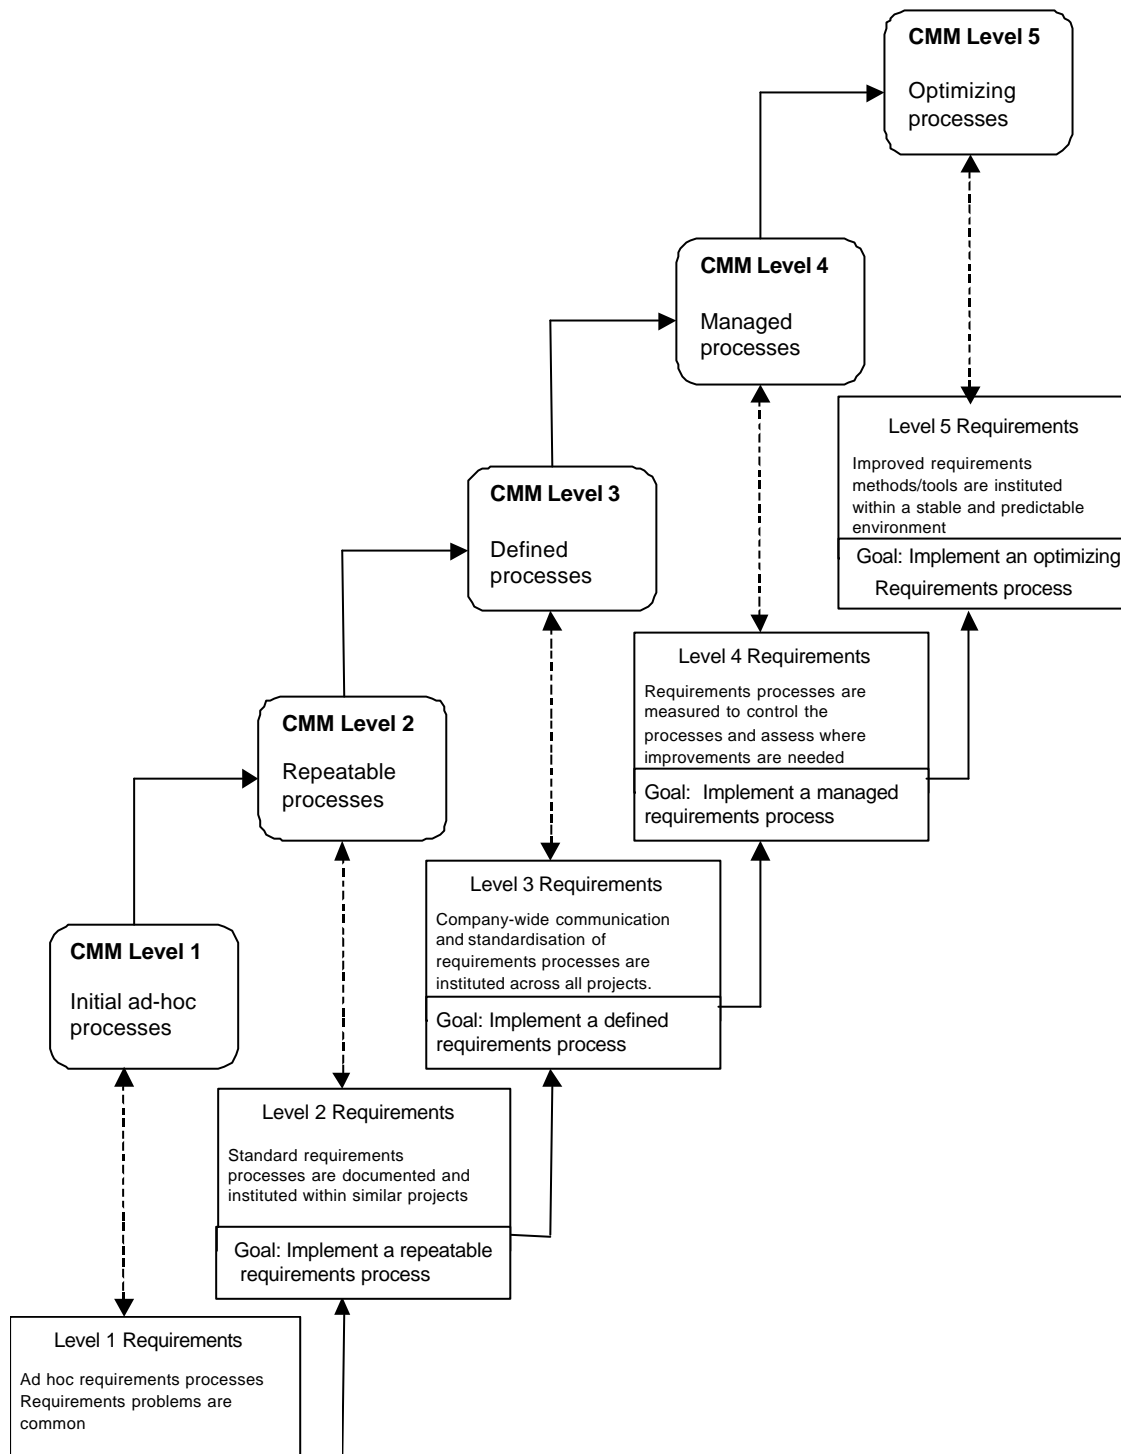 CMM Level 5
Optimizing
processes
CMM Level 4
Managed
processes
Level 5 Requirements
Improved requirements
methods/tools are instituted
within a stable and predictable
environment
Goal: Implement an optimizing
Requirements process
CMM Level 3
Defined
processes
Level 4 Requirements
Requirements processes are
measured to control the
processes and assess where
improvements are needed
Goal: Implement a managed
requirements process
CMM Level 2
Repeatable
processes
Level 3 Requirements
Company-wide communication
and standardisation of
requirements processes are
instituted across all projects.
Goal: Implement a defined
requirements process
CMM Level 1
Initial ad-hoc
processes
Level 2 Requirements
Standard requirements
processes are documented and
instituted within similar projects
Goal: Implement a repeatable
requirements process
Level 1 Requirements
Ad hoc requirements processes
Requirements problems are
common